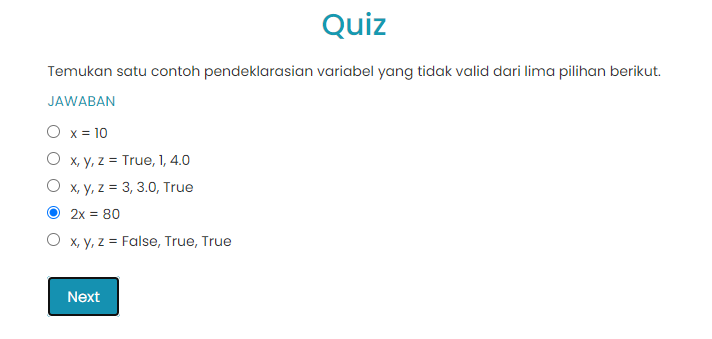 Quiz
Temukan satu contoh pendeklarasian variabel yang tidak valid dari lima pilihan berikut.
JAWABAN
x = 10
x, y, z = True, 1, 4.0
x, y, z = 3, 3.0, True
2x = 80
x, y, z = False, True, True
Next